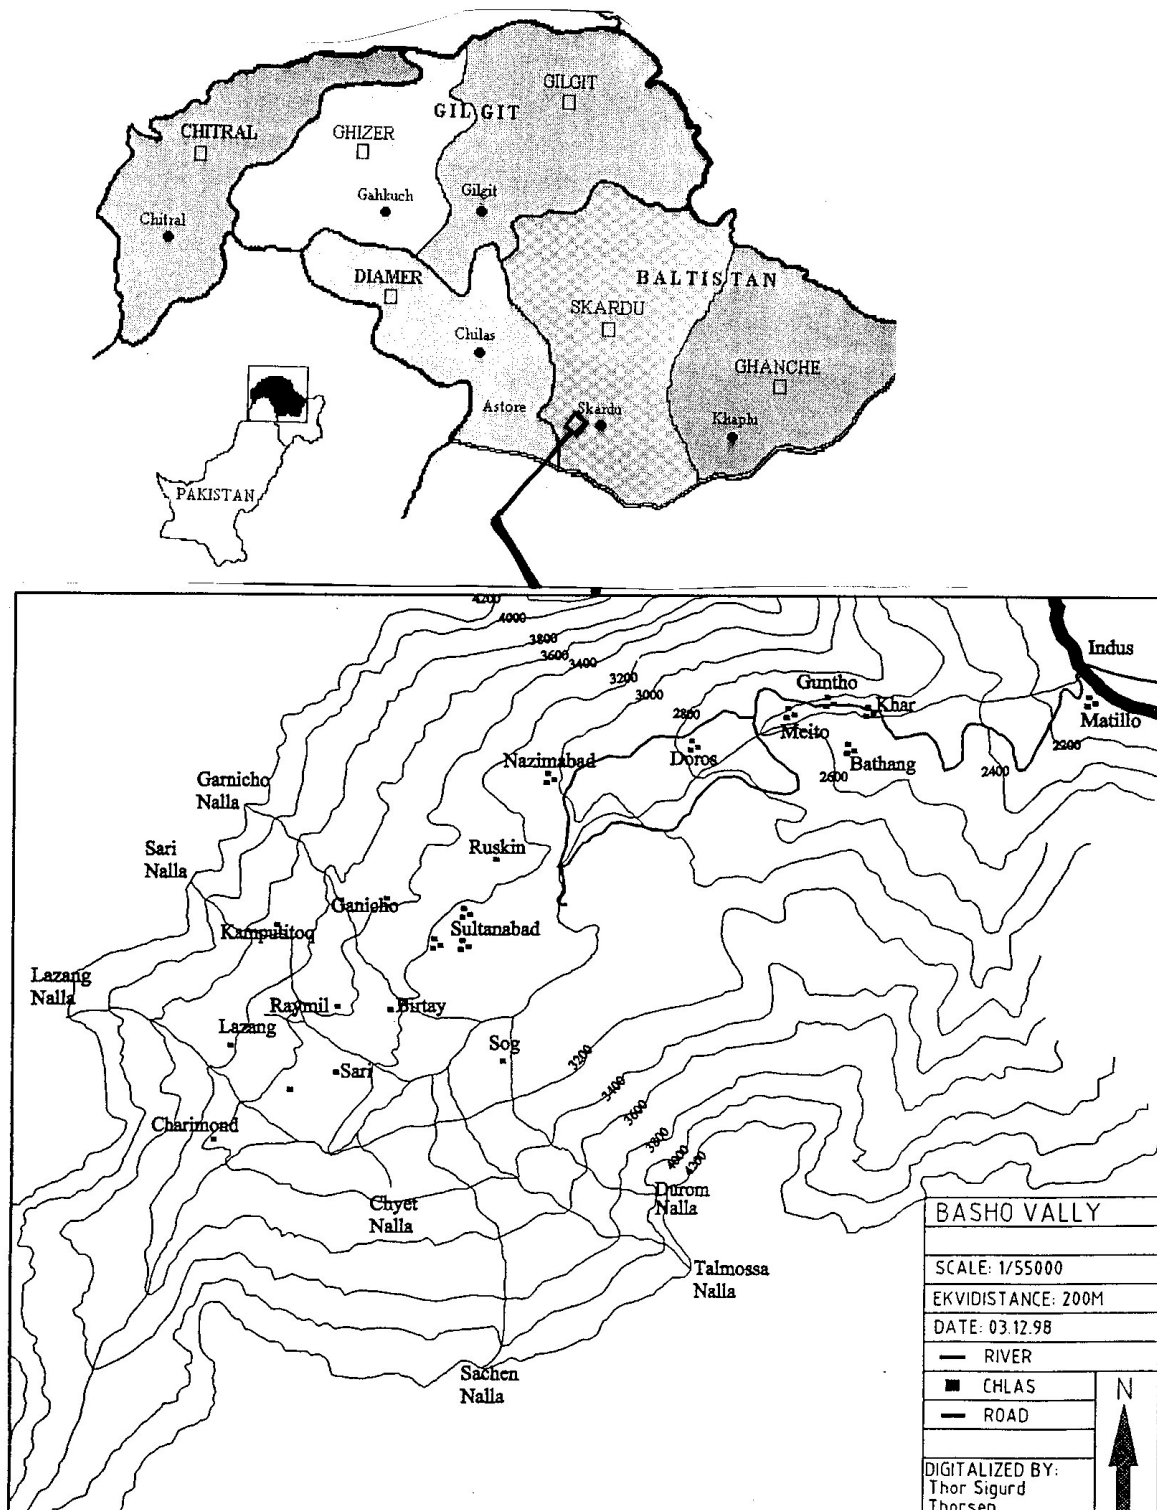 GILGIT
GILGIT
CHITRAL
GHIZER
Gahkuch
Gilgit
Chitral
DIAMER
BALTISTAN
SKARDU
Chilas
GHANCHE
Astore
Skardu
Khaplu
PAKISTAN
4200
4000
3800
3600
3400
3200
3000
2800
Indus
Guntho
Khar
Meito
Matillo
Doros
Bathang
2200
2400
2600
Nazimabad
Garnicho
Nalla
Ruskin
Sari
Nalla
Ganicho
Sultanabad
Kampulitoq
Lazang
Nalla
Raymil
Birtay
Lazang
Sog
Sari
3200
3400
3600
3800
4000
4200
Charimond
Chyet
Nalla
Durom
Nalla
Talmossa
Nalla
Sachen
Nalla
BASHO VALLY
SCALE: 1/55000
EKVIDISTANCE: 200M
DATE: 03.12.98
RIVER
CHLAS
ROAD
N
DIGITALIZED BY:
Thor Sigurd
Thorsen